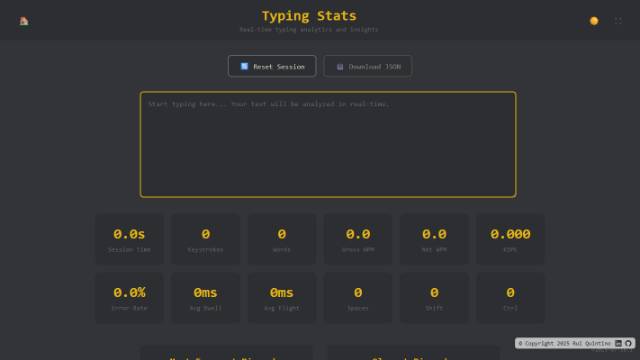 Typing Stats
Real-time typing analytics and insights
Reset Session
Download JSON
Start typing here... Your text will be analyzed in real-time.
0.0s
0
0
0.0
0.0
0.000
Session Time
Keystrokes
Words
Gross WPM
Net WPM
KSPC
0.0%
0ms
0ms
0
0
0
Error Rate
Avg Dwell
Avg Flight
Spaces
Shift
Ctrl
© Copyright 2025 Rui Quintino